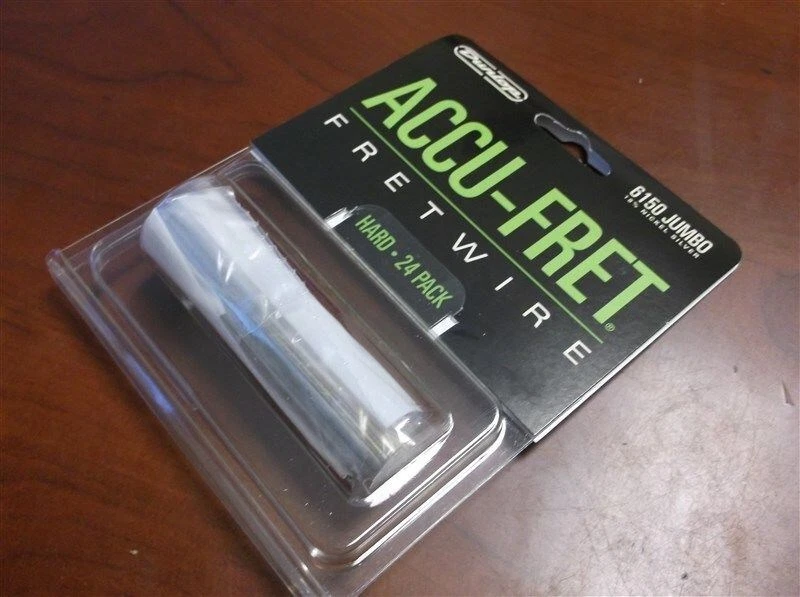 Dunlop
ACCU-FRET®
FRETWIRE
6150 JUMBO
18% NICKEL SILVER
HARD • 24 PACK